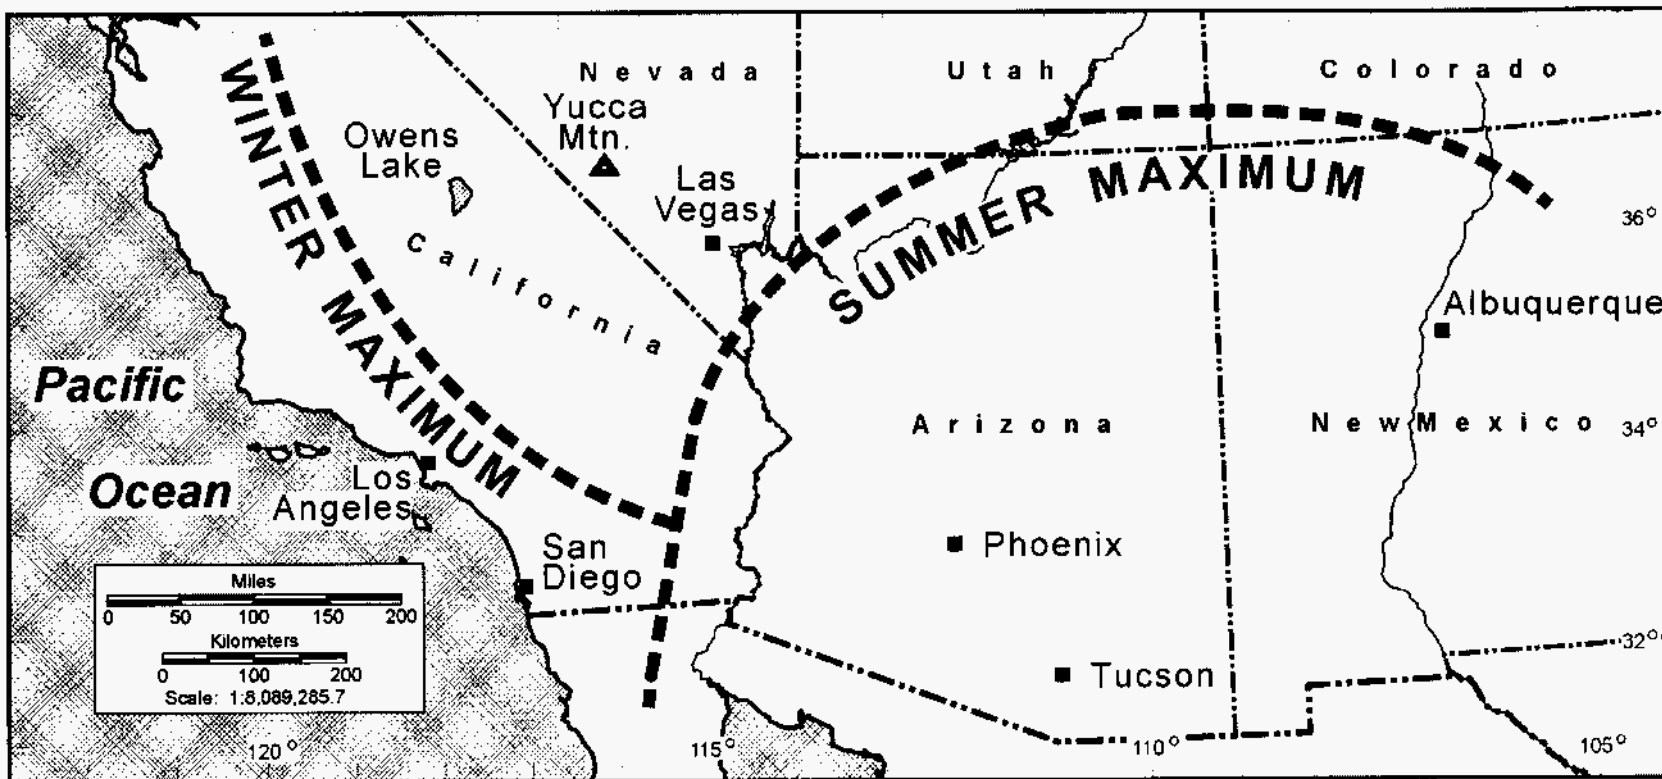 Nevada
Utah
Colorado
Yucca
Mtn.
Owens
Lake
Las
Vegas
WINTER MAXIMUM
SUMMER MAXIMUM
California
36°
Albuquerque
Pacific
Ocean
Arizona
New Mexico
34°
Los
Angeles
San
Diego
Phoenix
Tucson
32°
Miles
0 50 100 150 200
Kilometers
0 100 200
Scale: 1:8,089,285.7
120°
115°
110°
105°